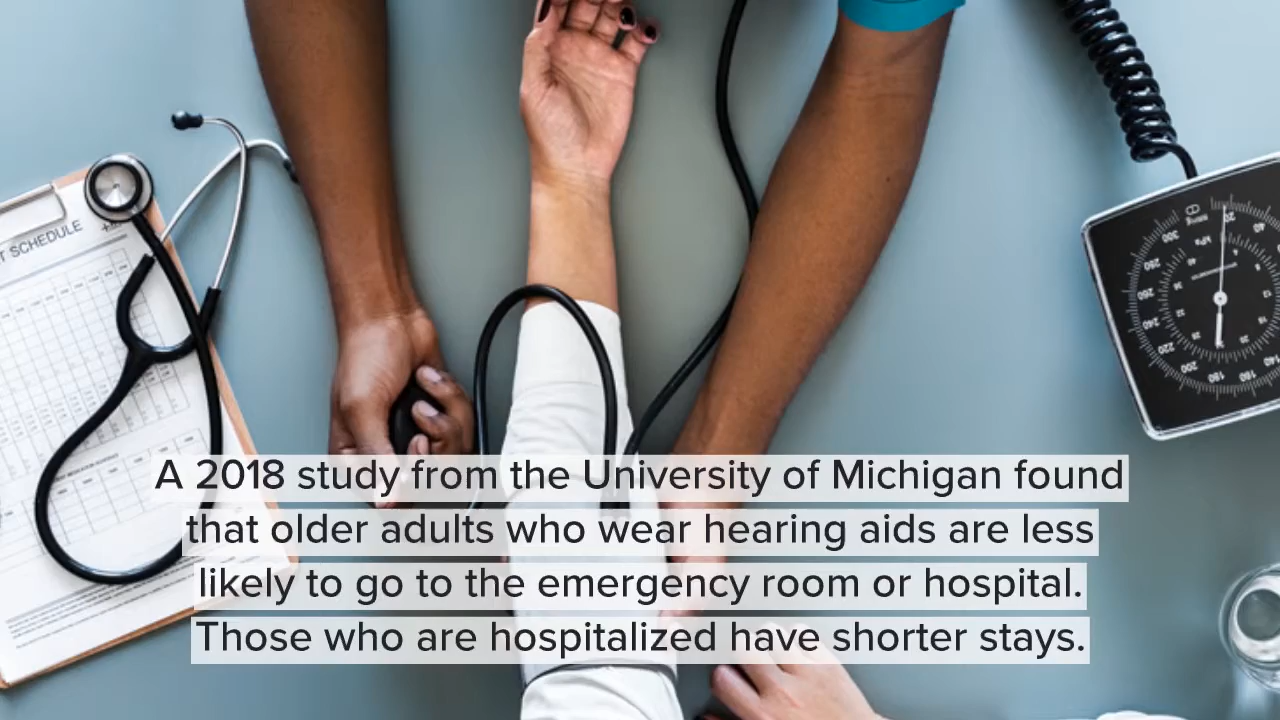 T SCHEDULE
A 2018 study from the University of Michigan found
that older adults who wear hearing aids are less
likely to go to the emergency room or hospital.
Those who are hospitalized have shorter stays.